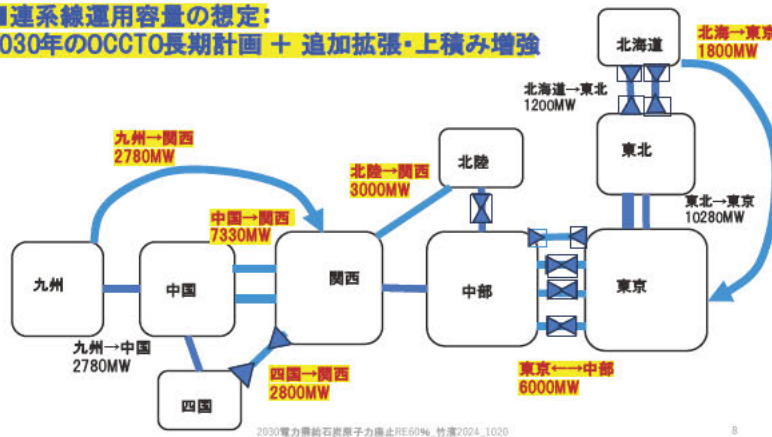 連系線運用容量の想定:
030年のOCCTO長期計画 + 追加拡張・上積み増強
北海道
北海→東京
1800MW
北海道→東北
1200MW
東北
東北→東京
10280MW
九州→関西
2780MW
北陸
北陸→関西
3000MW
中国→関西
7330MW
九州
中国
関西
中部
東京
九州→中国
2780MW
四国→関西
2800MW
東京←→中部
6000MW
四国
2030電力需給石炭原子力廃止RE60%_竹濱2024_1020
8